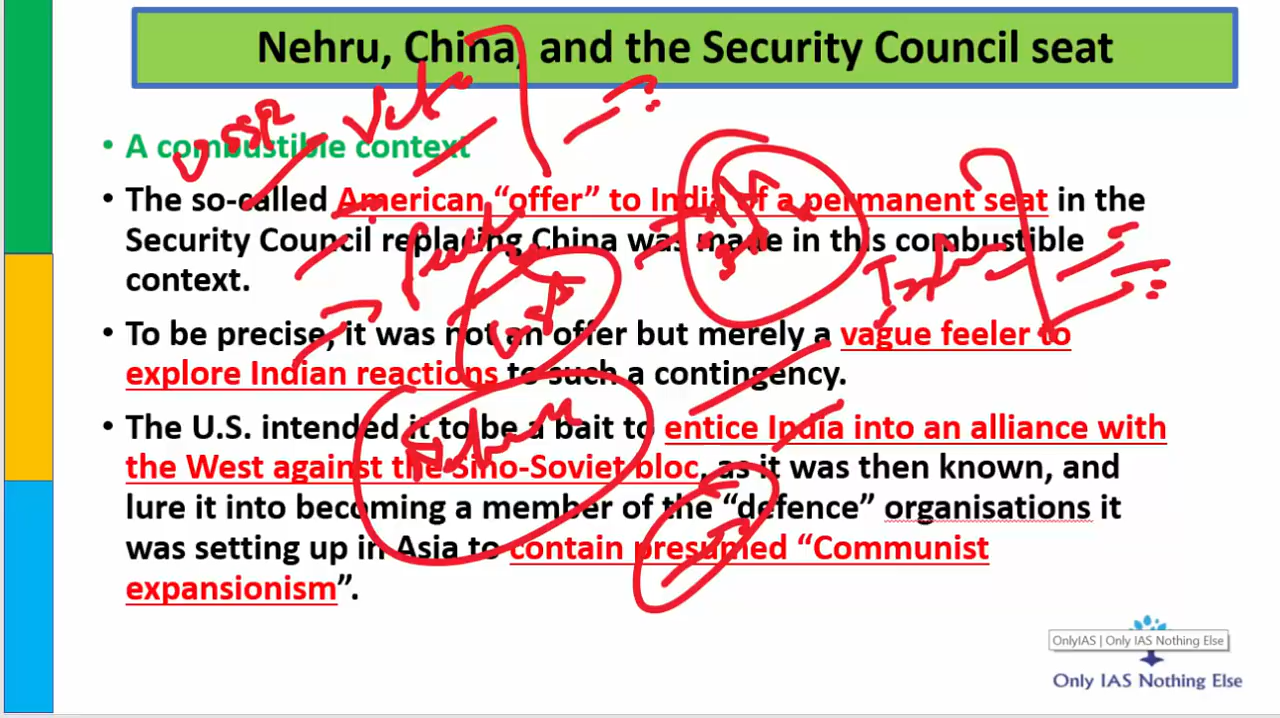 Nehru, China, and the Security Council seat
USSR Veto
• A combustible context
• The so-called American “offer” to India of a permanent seat in the
Security Council replacing China was made in this combustible
context.
• To be precise, it was not an offer but merely a vague feeler to
explore Indian reactions to such a contingency.
• The U.S. intended it to be a bait to entice India into an alliance with
the West against the Sino-Soviet bloc, as it was then known, and
lure it into becoming a member of the “defence” organisations it
was setting up in Asia to contain presumed “Communist
expansionism”.
OnlyIAS | Only IAS Nothing Else
Only IAS Nothing Else